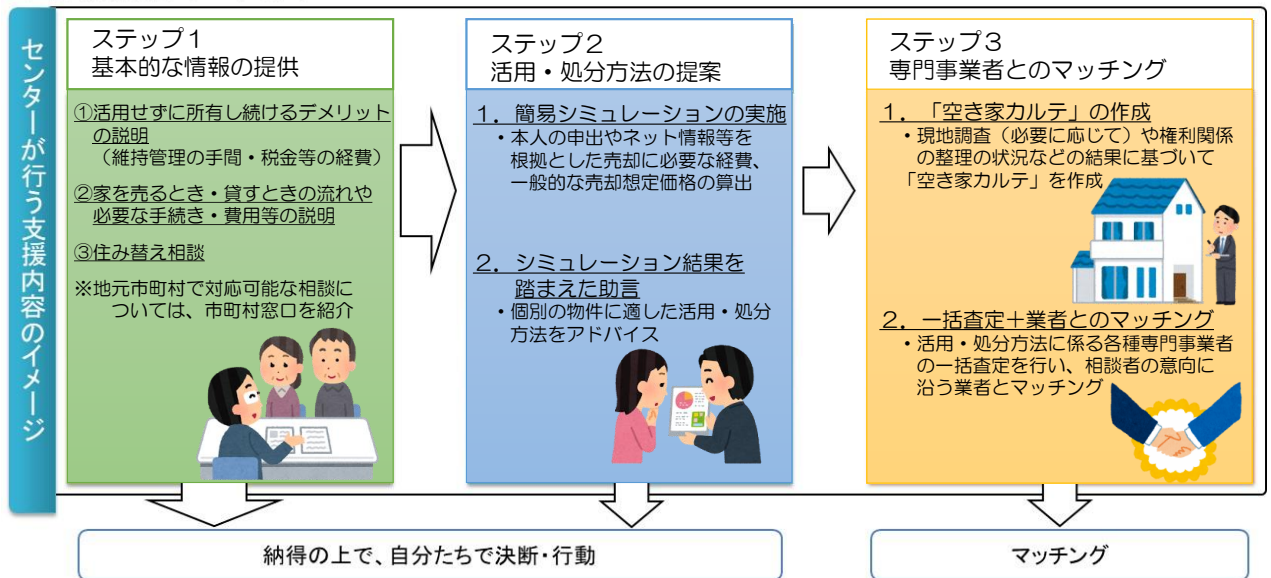 センターが行う支援内容のイメージ
ステップ1
基本的な情報の提供
①活用せずに所有し続けるデメリット
の説明
（維持管理の手間・税金等の経費）
②家を売るとき・貸すときの流れや
必要な手続き・費用等の説明
③住み替え相談
※地元市町村で対応可能な相談に
ついては、市町村窓口を紹介
ステップ2
活用・処分方法の提案
1．簡易シミュレーションの実施
・本人の申出やネット情報等を
根拠とした売却に必要な経費、
一般的な売却想定価格の算出
2．シミュレーション結果を
踏まえた助言
・個別の物件に適した活用・処分
方法をアドバイス
ステップ3
専門事業者とのマッチング
1．「空き家カルテ」の作成
・現地調査（必要に応じて）や権利関係
の整理の状況などの結果に基づいて
「空き家カルテ」を作成
2．一括査定＋業者とのマッチング
・活用・処分方法に係る各種専門事業者
の一括査定を行い、相談者の意向に
沿う業者とマッチング
納得の上で、自分たちで決断・行動
マッチング